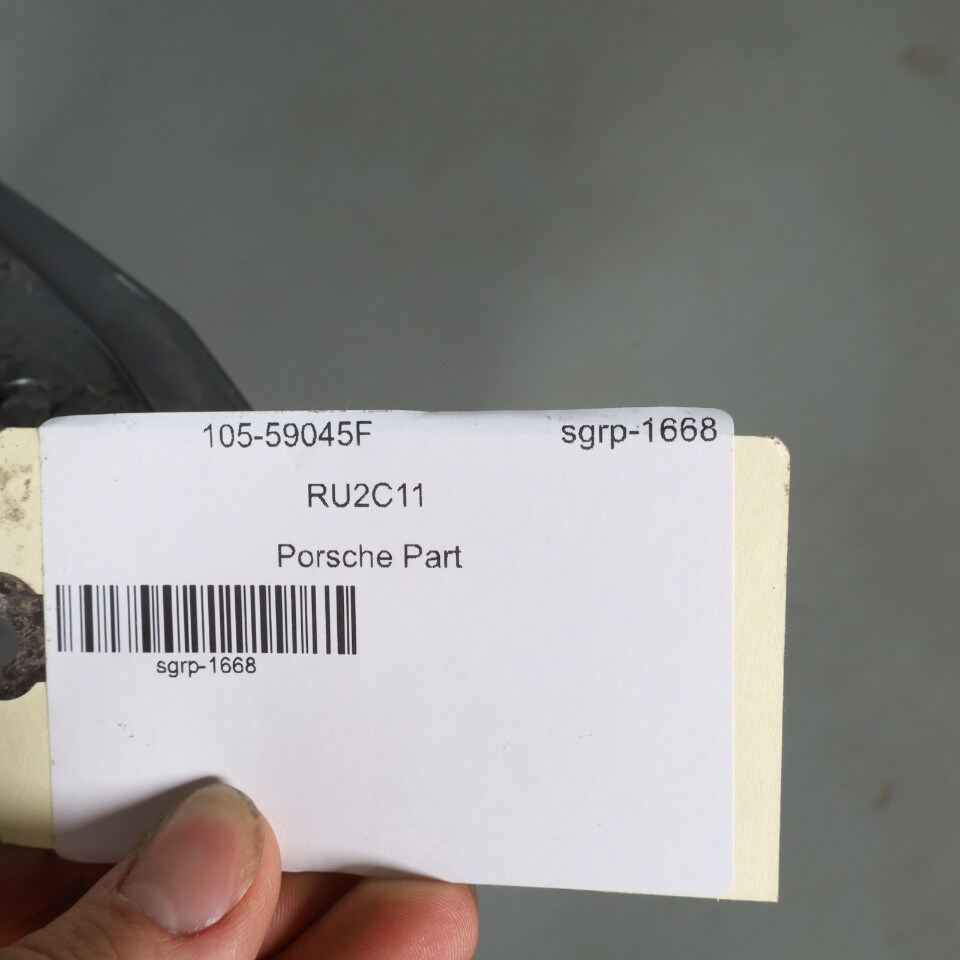 105-59045F sgrp-1668
RU2C11
Porsche Part
sgrp-1668